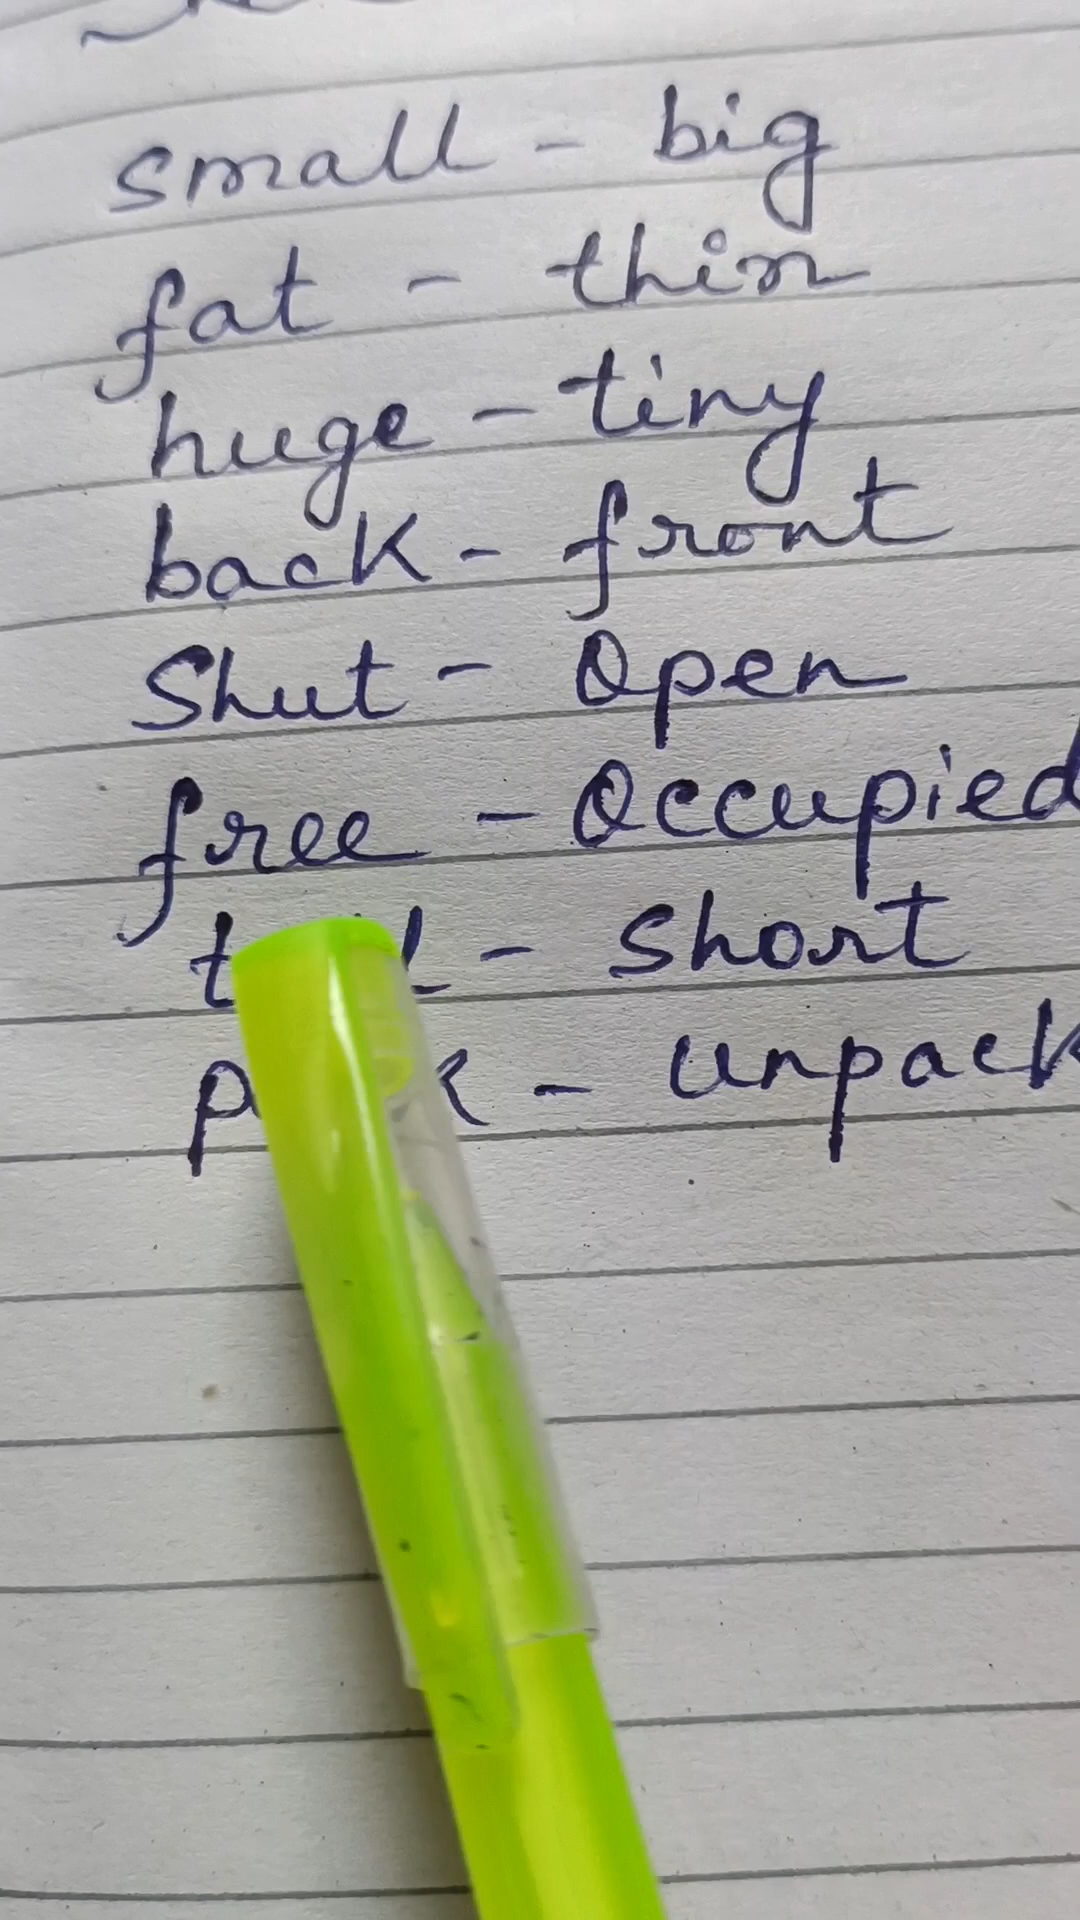 small - big
fat - thin
huge - tiny
back - front
Shut - Open
free - Occupied
- short
- unpack